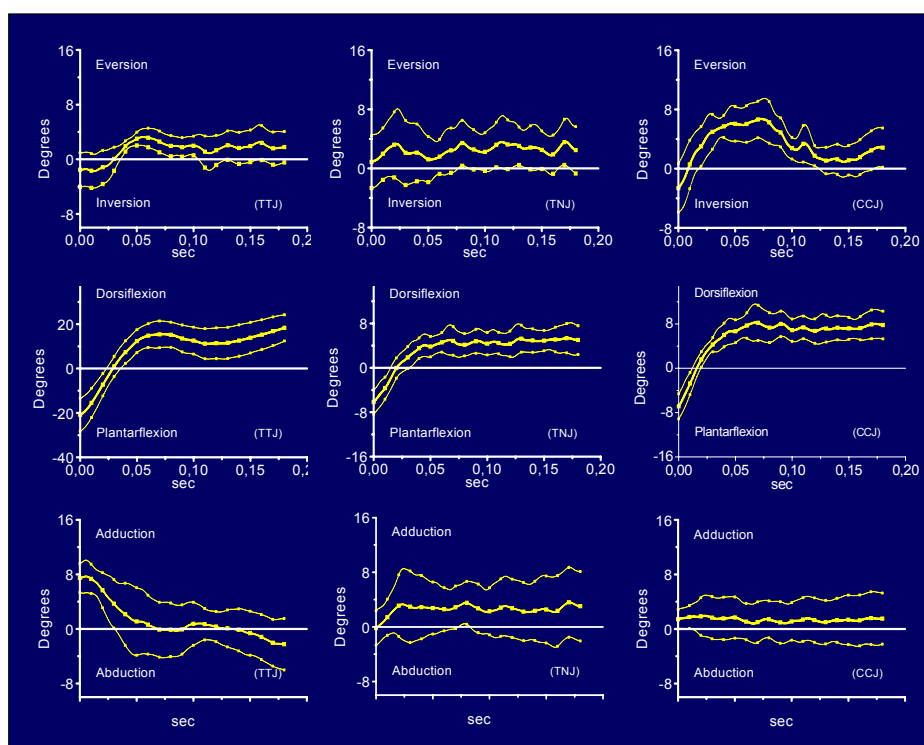 16
Eversion
8
0
Degrees
Inversion
(TTJ)
-8
0,00 0,05 0,10 0,15 0,2
sec
16
Eversion
8
0
Degrees
Inversion
(TNJ)
-8
0,00 0,05 0,10 0,15 0,20
sec
16
Eversion
8
0
Degrees
Inversion
(CCJ)
-8
0,00 0,05 0,10 0,15 0,20
sec
Dorsiflexion
20
0
Degrees
-20
Plantarflexion
(TTJ)
-40
0,00 0,05 0,10 0,15 0,2
sec
Dorsiflexion
8
0
Degrees
-8
Plantarflexion
(TNJ)
-16
0,00 0,05 0,10 0,15 0,20
sec
Dorsiflexion
8
0
Degrees
-8
Plantarflexion
(CCJ)
-16
0,00 0,05 0,10 0,15 0,20
sec
16
Adduction
8
0
Degrees
Abduction
(TTJ)
-8
sec
16
Adduction
8
0
Degrees
Abduction
(TNJ)
-8
sec
16
Adduction
8
0
Degrees
Abduction
(CCJ)
-8
sec